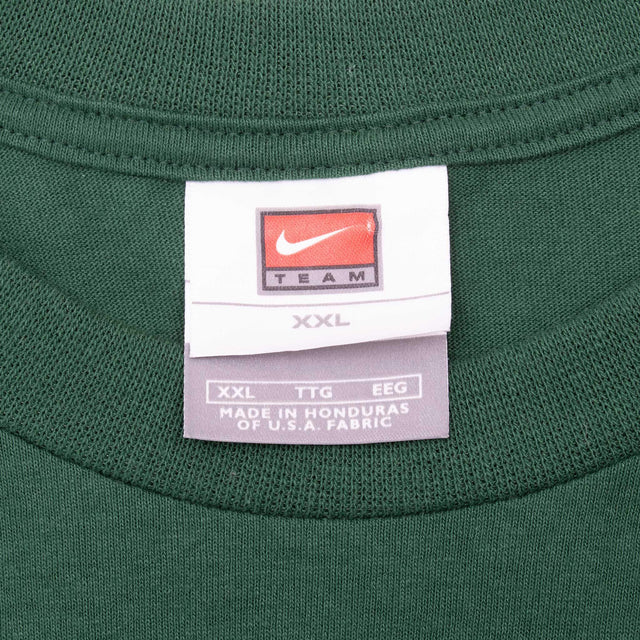 TEAM
XXL
XXL TTG EEG
MADE IN HONDURAS
OF U.S.A. FABRIC